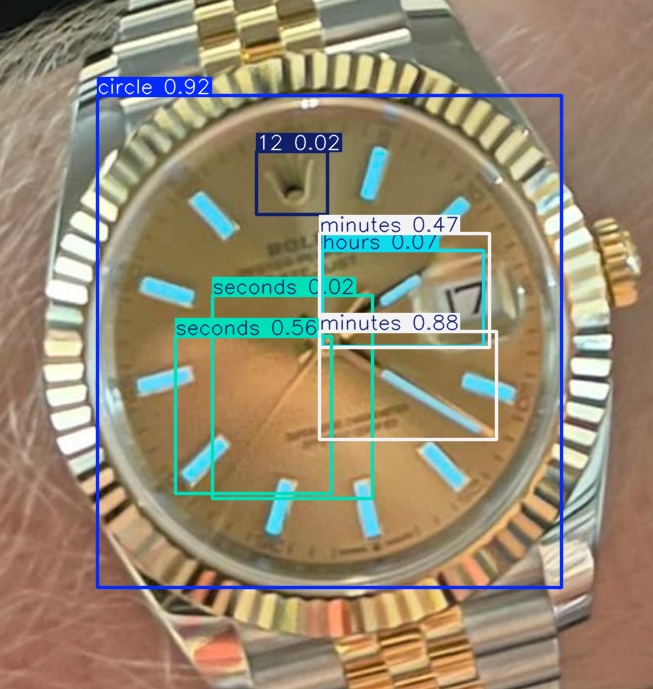 circle 0.92
12 0.02
ROL
minutes 0.47
hours 0.07
seconds 0.02
17
minutes 0.88
seconds 0.56